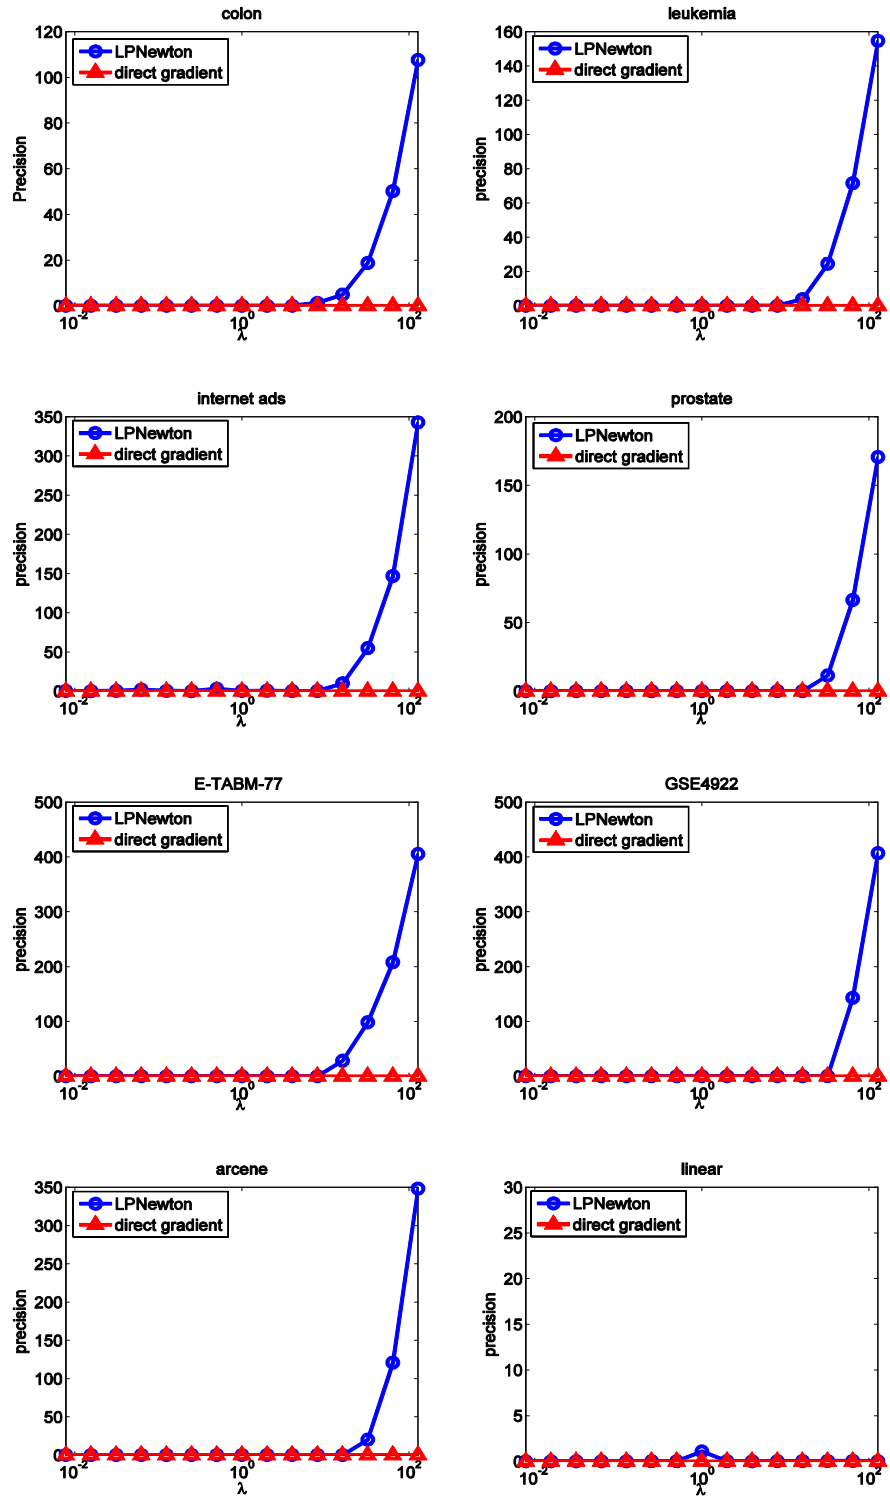 colon
120
100
80
60
40
20
0
Precision
LPNewton
direct gradient
10^-2
10^0
10^2
λ
leukemia
160
140
120
100
80
60
40
20
0
precision
LPNewton
direct gradient
10^-2
10^0
10^2
λ
internet ads
350
300
250
200
150
100
50
0
precision
LPNewton
direct gradient
10^-2
10^0
10^2
λ
prostate
200
150
100
50
0
precision
LPNewton
direct gradient
10^-2
10^0
10^2
λ
E-TABM-77
500
400
300
200
100
0
precision
LPNewton
direct gradient
10^-2
10^0
10^2
λ
GSE4922
500
400
300
200
100
0
precision
LPNewton
direct gradient
10^-2
10^0
10^2
λ
arcene
350
300
250
200
150
100
50
0
precision
LPNewton
direct gradient
10^-2
10^0
10^2
λ
linear
30
25
20
15
10
5
0
precision
LPNewton
direct gradient
10^-2
10^0
10^2
λ